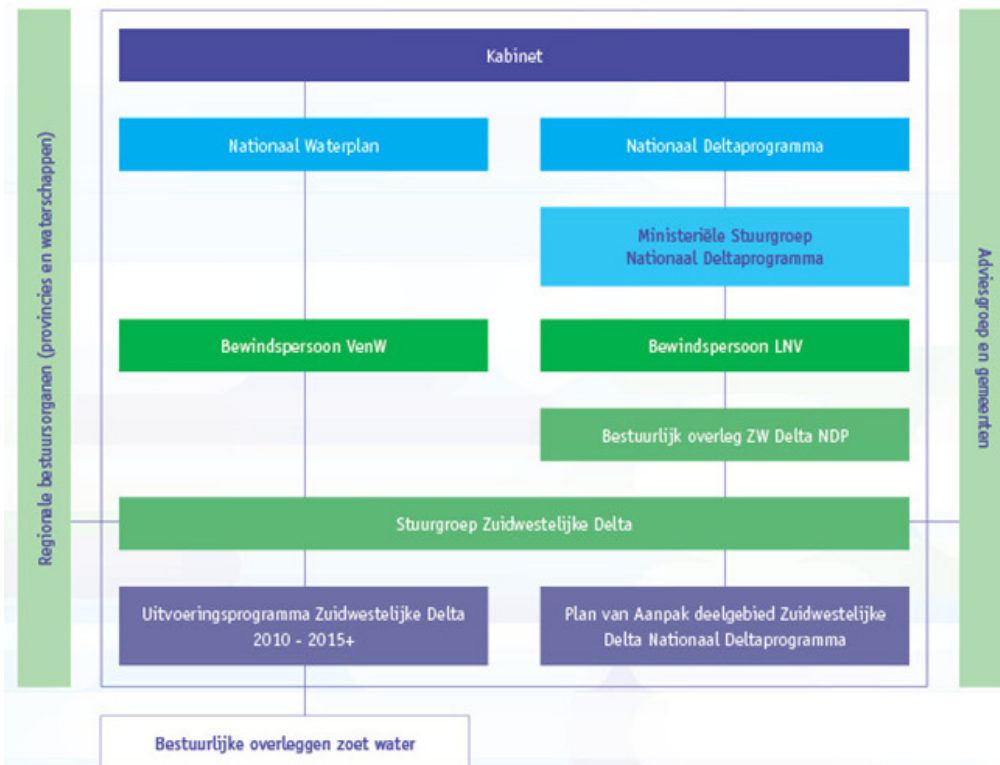 Regionale bestuursorganen (provincies en waterschappen)
Kabinet
Nationaal Waterplan
Nationaal Deltaprogramma
Ministeriële Stuurgroep
Nationaal Deltaprogramma
Bewindspersoon VenW
Bewindspersoon LNV
Bestuurlijk overleg ZW Delta NDP
Stuurgroep Zuidwestelijke Delta
Uitvoeringsprogramma Zuidwestelijke Delta
2010 - 2015+
Plan van Aanpak deelgebied Zuidwestelijke
Delta Nationaal Deltaprogramma
Bestuurlijke overleggen zoet water
Adviesgroep en gemeenten